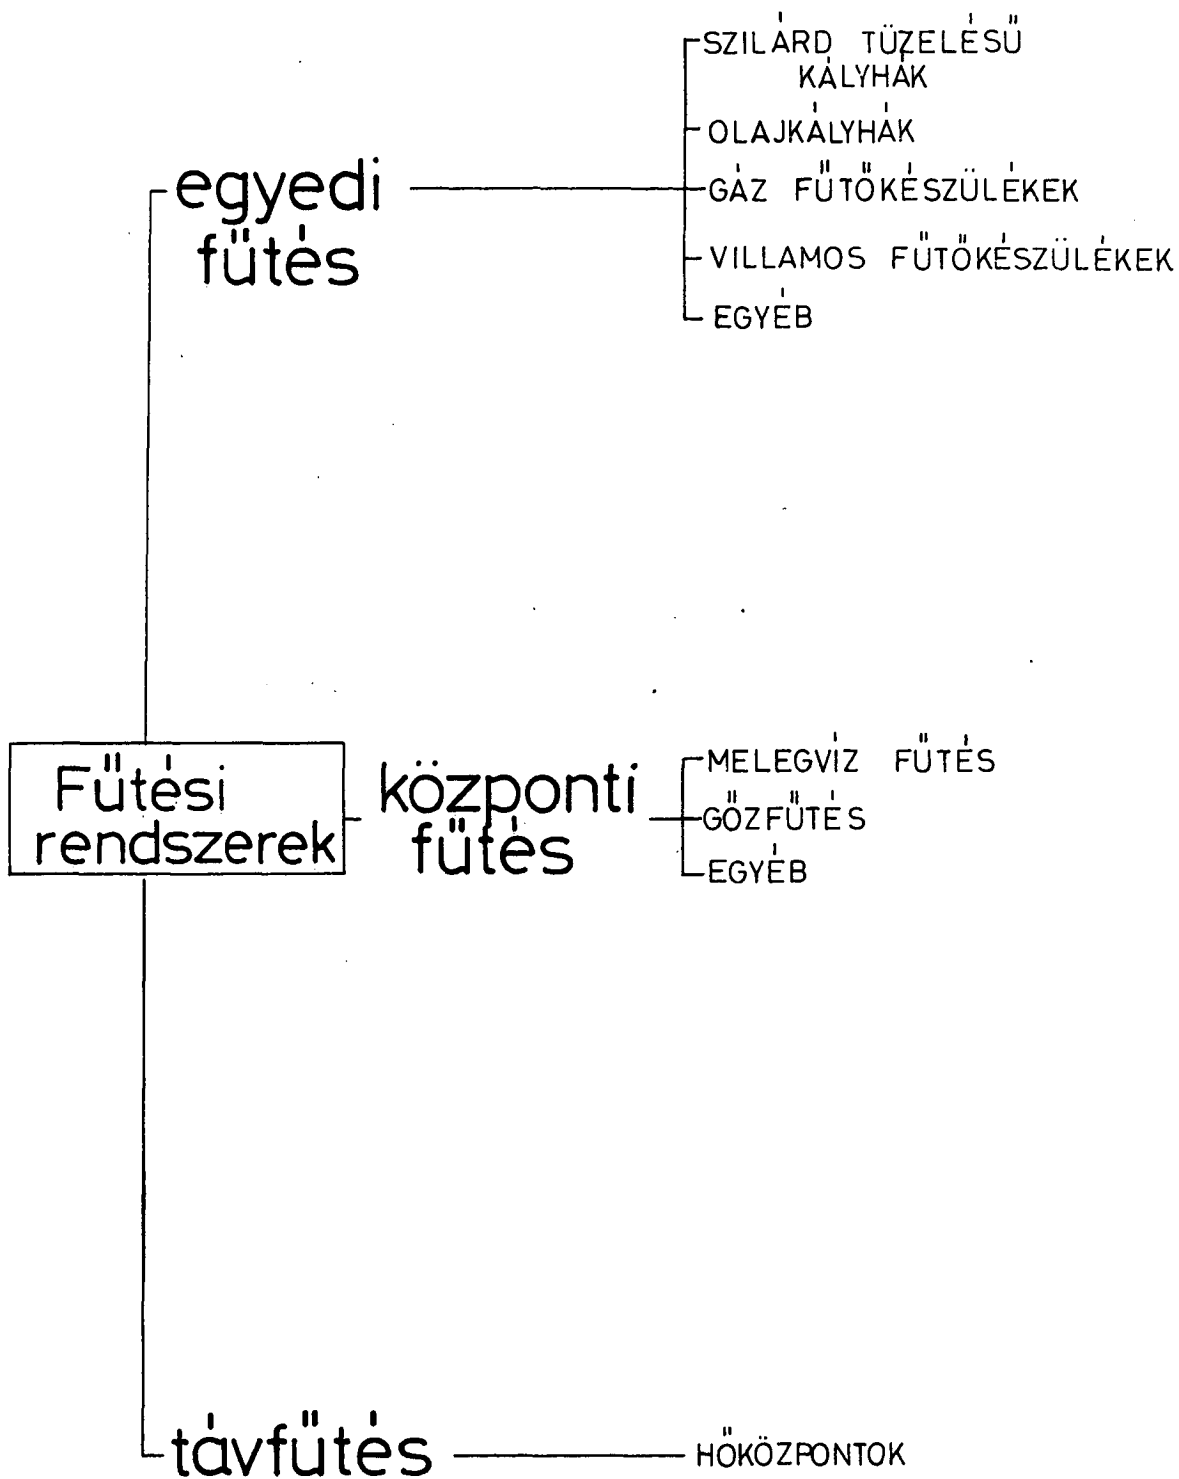 egyedi
fűtés
SZILÁRD TÜZELÉSŰ
KÁLYHÁK
OLAJKÁLYHÁK
GÁZ FŰTŐKÉSZÜLÉKEK
VILLAMOS FŰTŐKÉSZÜLÉKEK
EGYÉB
Fűtési
rendszerek
központi
fűtés
MELEGVÍZ FŰTÉS
GŐZFŰTÉS
EGYÉB
távfűtés
HŐKÖZPONTOK